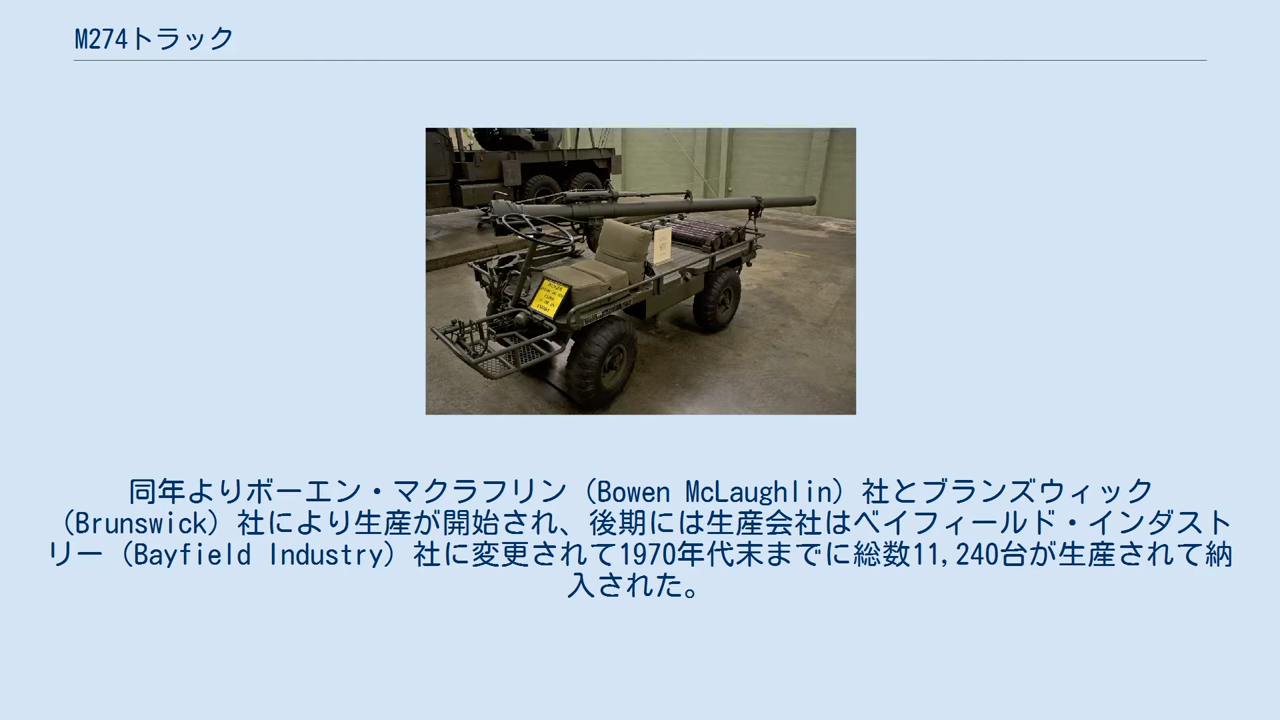 M274トラック
同年よりボーエン・マクラフリン（Bowen McLaughlin）社とブランズウィック
（Brunswick）社により生産が開始され、後期には生産会社はベイフィールド・インダスト
リー（Bayfield Industry）社に変更されて1970年代末までに総数11,240台が生産されて納
入された。